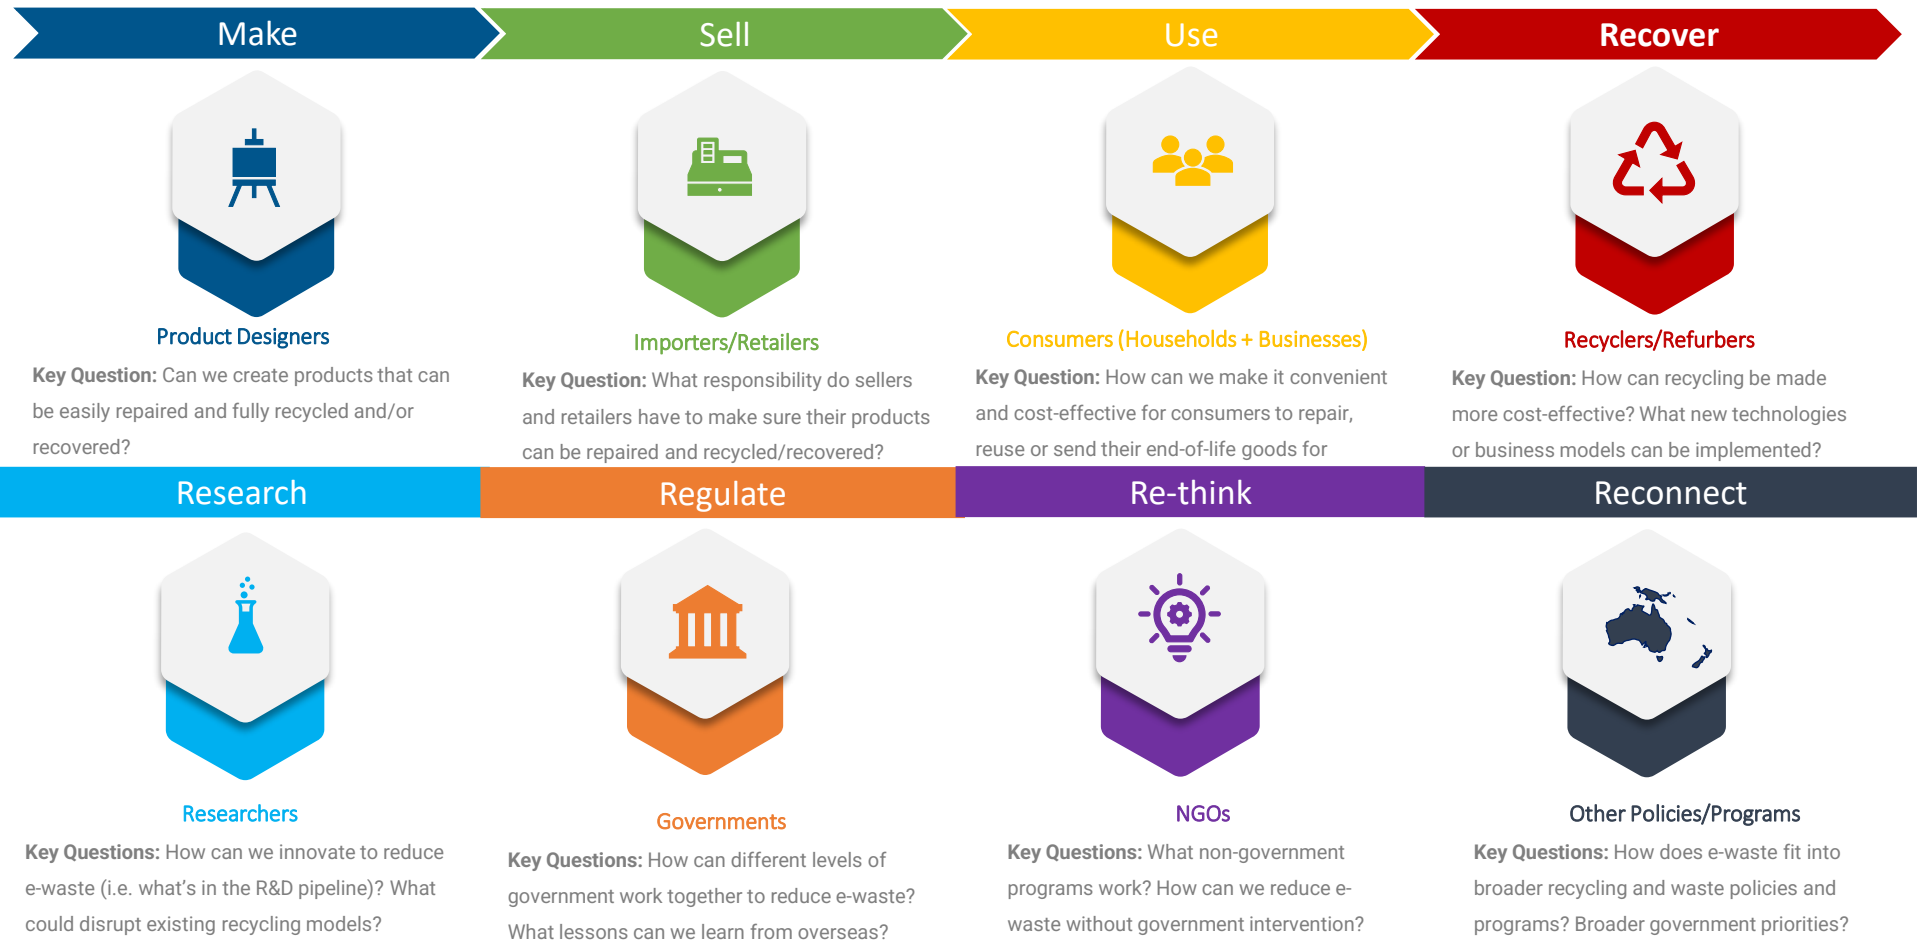 Make
Sell
Use
Recover
Product Designers
Key Question: Can we create products that can
be easily repaired and fully recycled and/or
recovered?
Importers/Retailers
Key Question: What responsibility do sellers
and retailers have to make sure their products
can be repaired and recycled/recovered?
Consumers (Households + Businesses)
Key Question: How can we make it convenient
and cost-effective for consumers to repair,
reuse or send their end-of-life goods for
Recyclers/Refurbers
Key Question: How can recycling be made
more cost-effective? What new technologies
or business models can be implemented?
Research
Regulate
Re-think
Reconnect
Researchers
Key Questions: How can we innovate to reduce
e-waste (i.e. what’s in the R&D pipeline)? What
could disrupt existing recycling models?
Governments
Key Questions: How can different levels of
government work together to reduce e-waste?
What lessons can we learn from overseas?
NGOs
Key Questions: What non-government
programs work? How can we reduce e-
waste without government intervention?
Other Policies/Programs
Key Questions: How does e-waste fit into
broader recycling and waste policies and
programs? Broader government priorities?